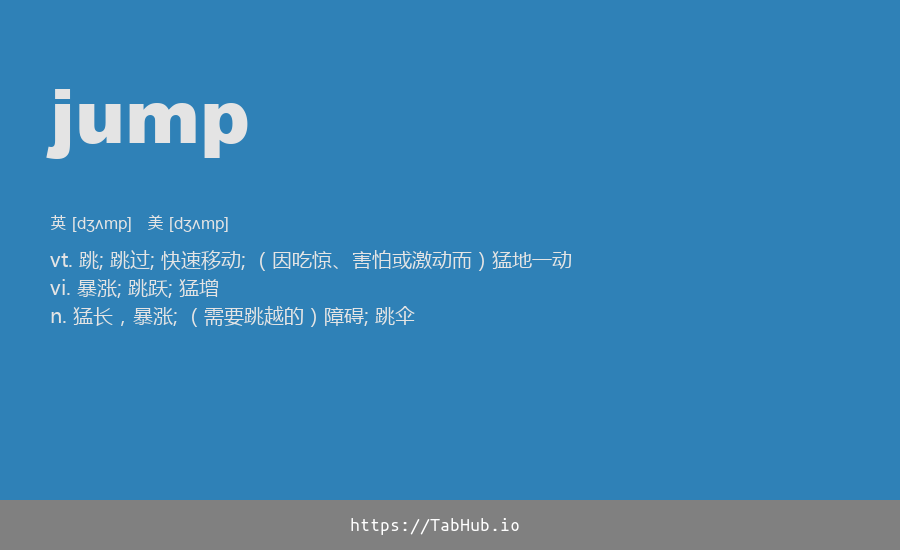 jump
英 [dʒʌmp] 美 [dʒʌmp]
vt. 跳; 跳过; 快速移动; （因吃惊、害怕或激动而）猛地一动
vi. 暴涨; 跳跃; 猛增
n. 猛长，暴涨; （需要跳越的）障碍; 跳伞
https://TabHub.io